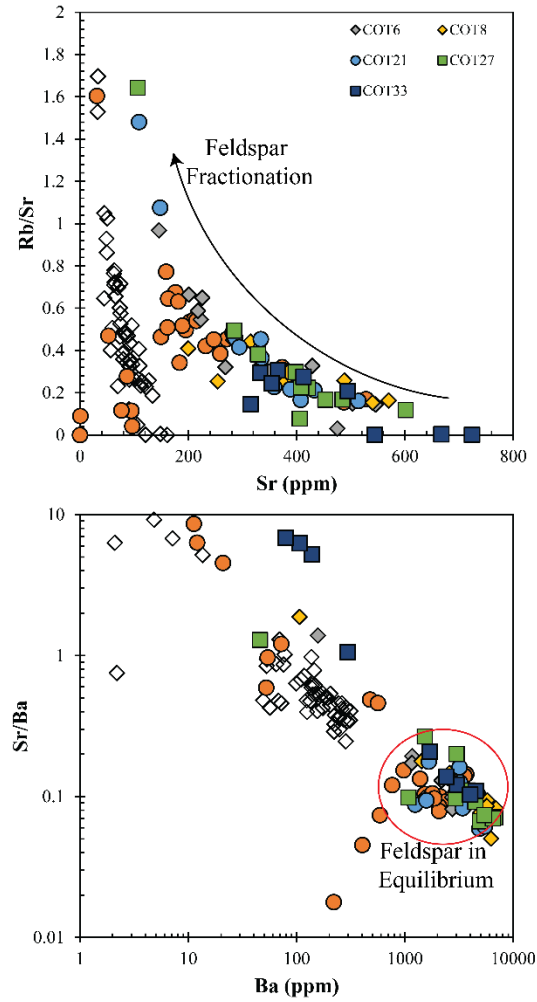 COT6
COT8
COT21
COT27
COT33
Feldspar
Fractionation
Rb/Sr
2
1.8
1.6
1.4
1.2
1
0.8
0.6
0.4
0.2
0
0
200
400
600
800
Sr (ppm)
Sr/Ba
10
1
0.1
0.01
Feldspar in
Equilibrium
1
10
100
1000
10000
Ba (ppm)